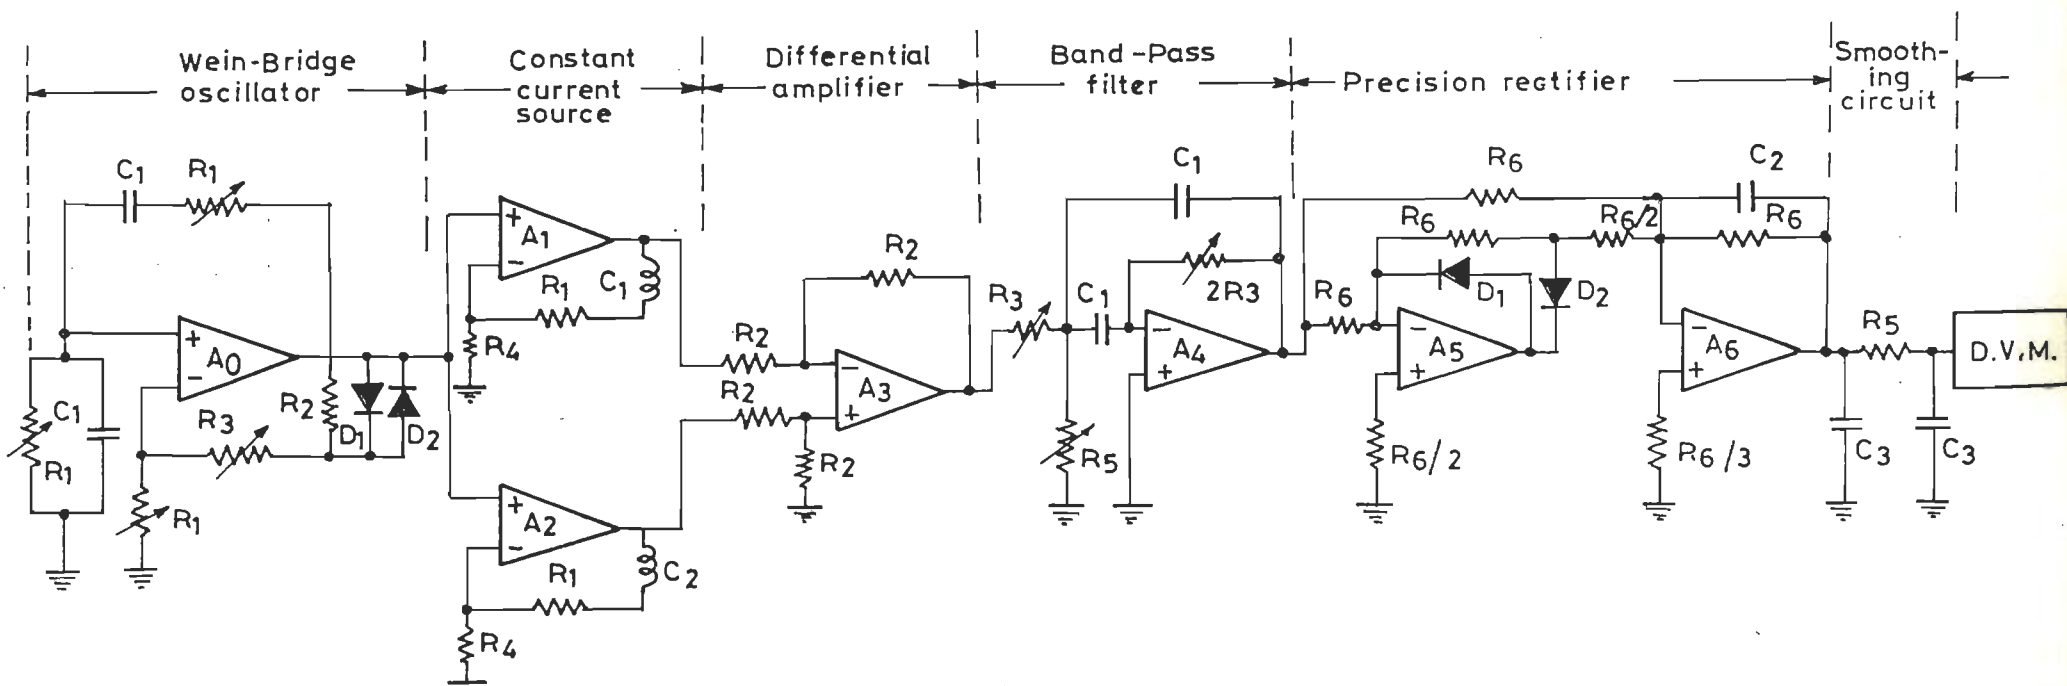 Wein-Bridge
oscillator
Constant
current
source
Differential
amplifier
Band-Pass
filter
Precision rectifier
Smooth-
ing
circuit
C1
R1
+
-
A0
C1
R1
R3
R1
R2
D1
D2
+
-
A1
C1
R1
R4
+
-
A2
C2
R1
R4
R2
R2
R2
-
+
A3
R2
R3
C1
C1
2R3
-
+
A4
R5
R6
R6
R6
R6/2
D1
D2
-
+
A5
R6/2
C2
R6
-
+
A6
R6/3
R5
C3
C3
D.V.M.